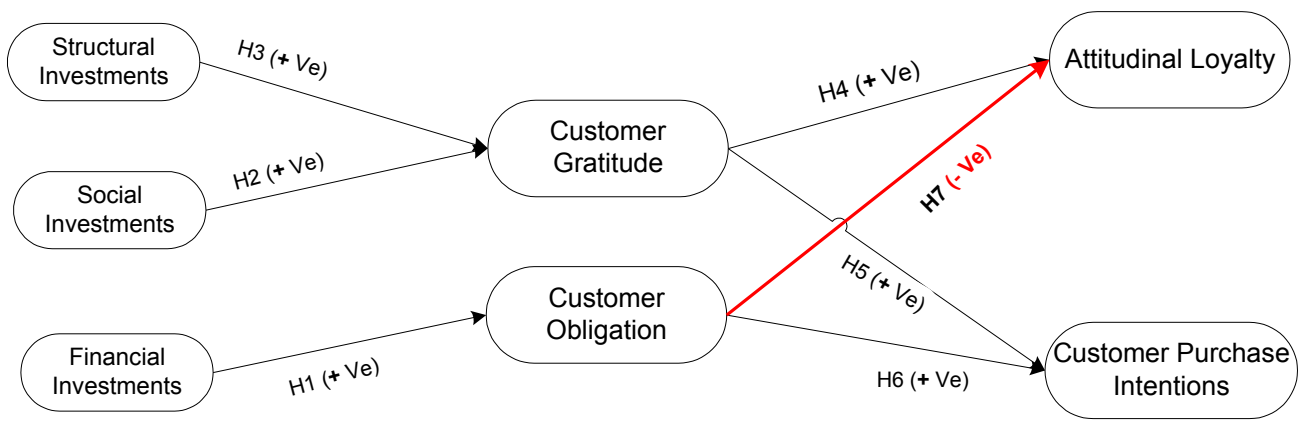 Structural
Investments
H3 (+ Ve)
Social
Investments
H2 (+ Ve)
Financial
Investments
H1 (+ Ve)
Customer
Gratitude
Customer
Obligation
H4 (+ Ve)
H7 (- Ve)
H5 (+ Ve)
H6 (+ Ve)
Attitudinal Loyalty
Customer Purchase
Intentions